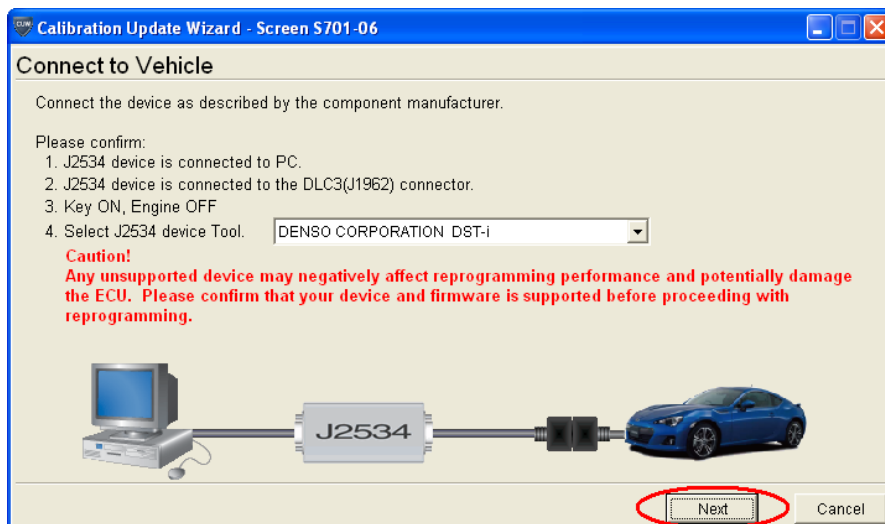 CUW Calibration Update Wizard - Screen S701-06
Connect to Vehicle
Connect the device as described by the component manufacturer.
Please confirm:
1. J2534 device is connected to PC.
2. J2534 device is connected to the DLC3(J1962) connector.
3. Key ON, Engine OFF
4. Select J2534 device Tool. DENSO CORPORATION DST-i
Caution!
Any unsupported device may negatively affect reprogramming performance and potentially damage
the ECU. Please confirm that your device and firmware is supported before proceeding with
reprogramming.
J2534
Next Cancel